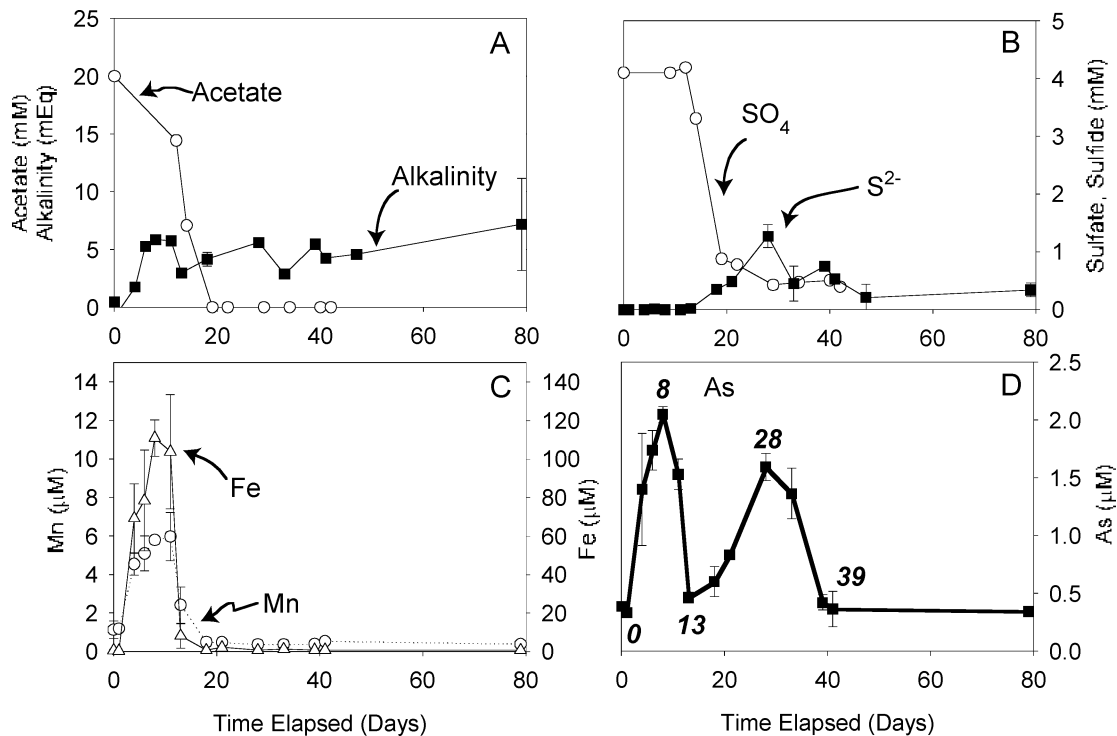 25
20
15
10
5
0
Acetate (mM)
Alkalinity (mEq)
A
Acetate
Alkalinity
0 20 40 60 80
B
SO4
S2-
5
4
3
2
1
0
Sulfate, Sulfide (mM)
0 20 40 60 80
14
12
10
8
6
4
2
0
Mn (μM)
C
Fe
Mn
140
120
100
80
60
40
20
0
Fe (μM)
0 20 40 60 80
Time Elapsed (Days)
As
D
8
28
0
13
39
2.5
2.0
1.5
1.0
0.5
0.0
As (μM)
0 20 40 60 80
Time Elapsed (Days)